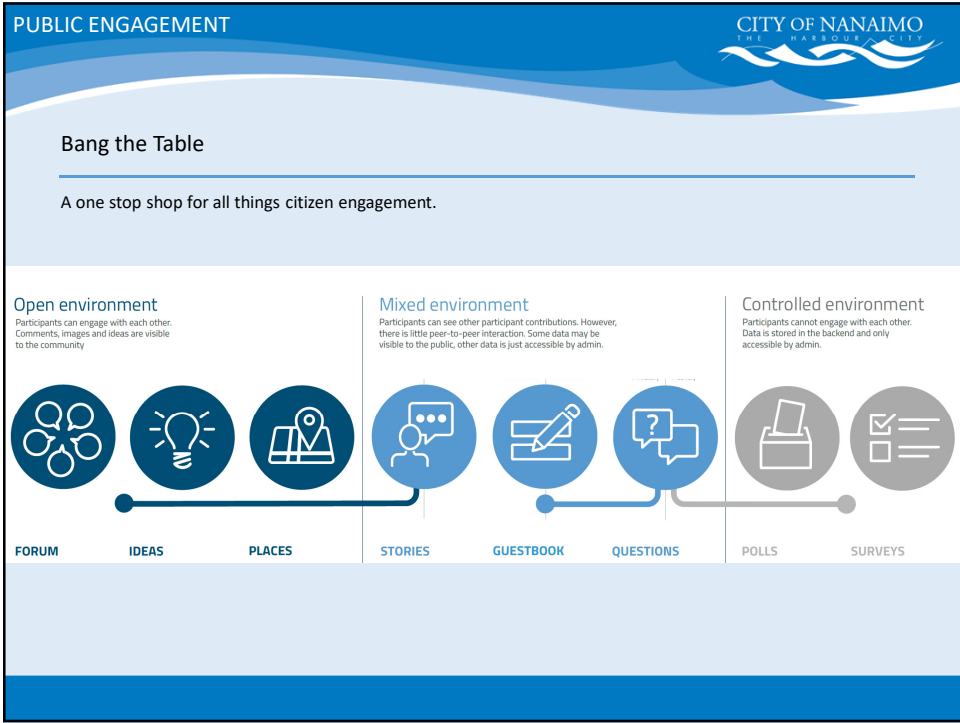 PUBLIC ENGAGEMENT
CITY OF NANAIMO
THE HARBOUR CITY
Bang the Table
A one stop shop for all things citizen engagement.
Open environment
Participants can engage with each other.
Comments, images and ideas are visible
to the community
Mixed environment
Participants can see other participant contributions. However,
there is little peer-to-peer interaction. Some data may be
visible to the public, other data is just accessible by admin.
Controlled environment
Participants cannot engage with each other.
Data is stored in the backend and only
accessible by admin.
?
FORUM
IDEAS
PLACES
STORIES
GUESTBOOK
QUESTIONS
POLLS
SURVEYS